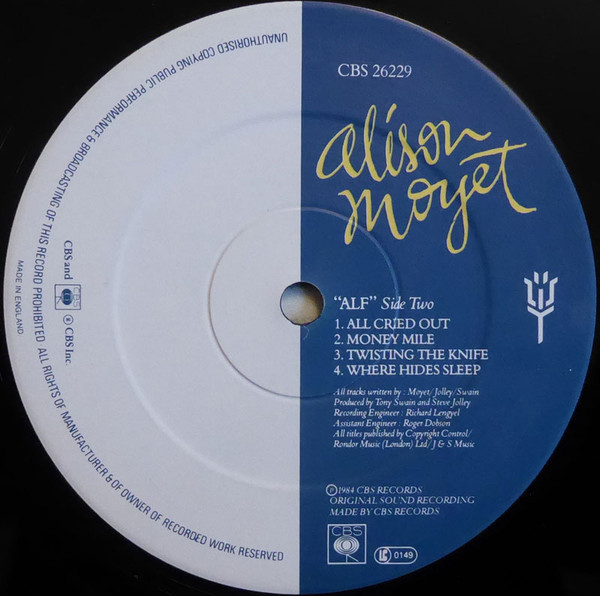 UNAUTHORISED COPYING PUBLIC PERFORMANCE & BROADCASTING OF THIS RECORD PROHIBITED ALL RIGHTS OF MANUFACTURER & OF OWNER OF RECORDED WORK RESERVED
MADE IN ENGLAND
CBS and CBS ® CBS Inc.
CBS 26229
alison
moyet
“ALF” Side Two
1. ALL CRIED OUT
2. MONEY MILE
3. TWISTING THE KNIFE
4. WHERE HIDES SLEEP
All tracks written by : Moyet/Jolley/Swain
Produced by Tony Swain and Steve Jolley
Recording Engineer : Richard Lengyel
Assistant Engineer : Roger Dobson
All titles published by Copyright Control/
Rondor Music (London) Ltd/J & S Music
℗1984 CBS RECORDS
ORIGINAL SOUND RECORDING
MADE BY CBS RECORDS
CBS
LC 0149